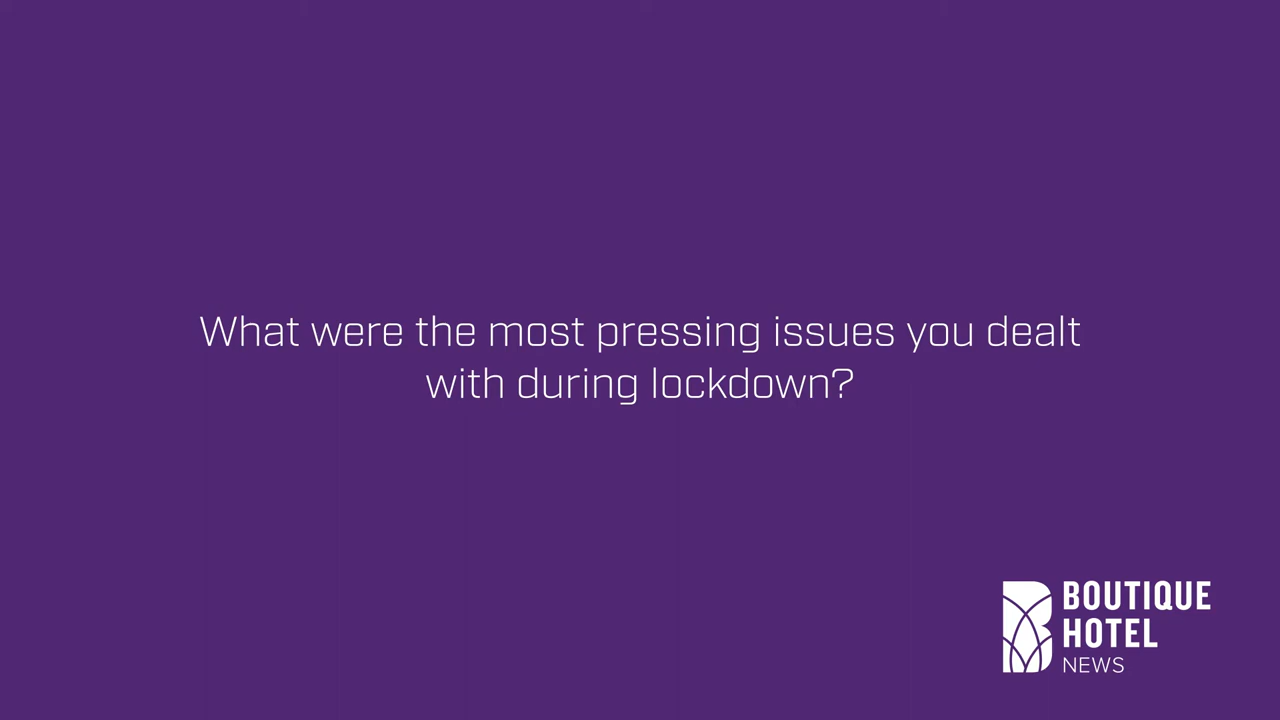 What were the most pressing issues you dealt
with during lockdown?
BOUTIQUE
HOTEL
NEWS